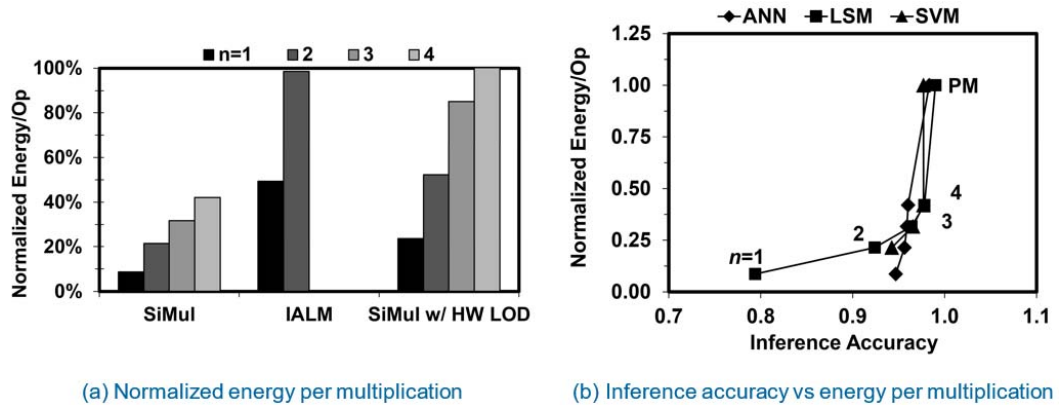 n=1 2 3 4
100%
80%
60%
40%
20%
0%
Normalized Energy/Op
SiMul IALM SiMul w/ HW LOD
(a) Normalized energy per multiplication
ANN LSM SVM
1.25
1.00
0.75
0.50
0.25
0.00
Normalized Energy/Op
PM
4
3
2
n=1
0.7 0.8 0.9 1.0 1.1
Inference Accuracy
(b) Inference accuracy vs energy per multiplication